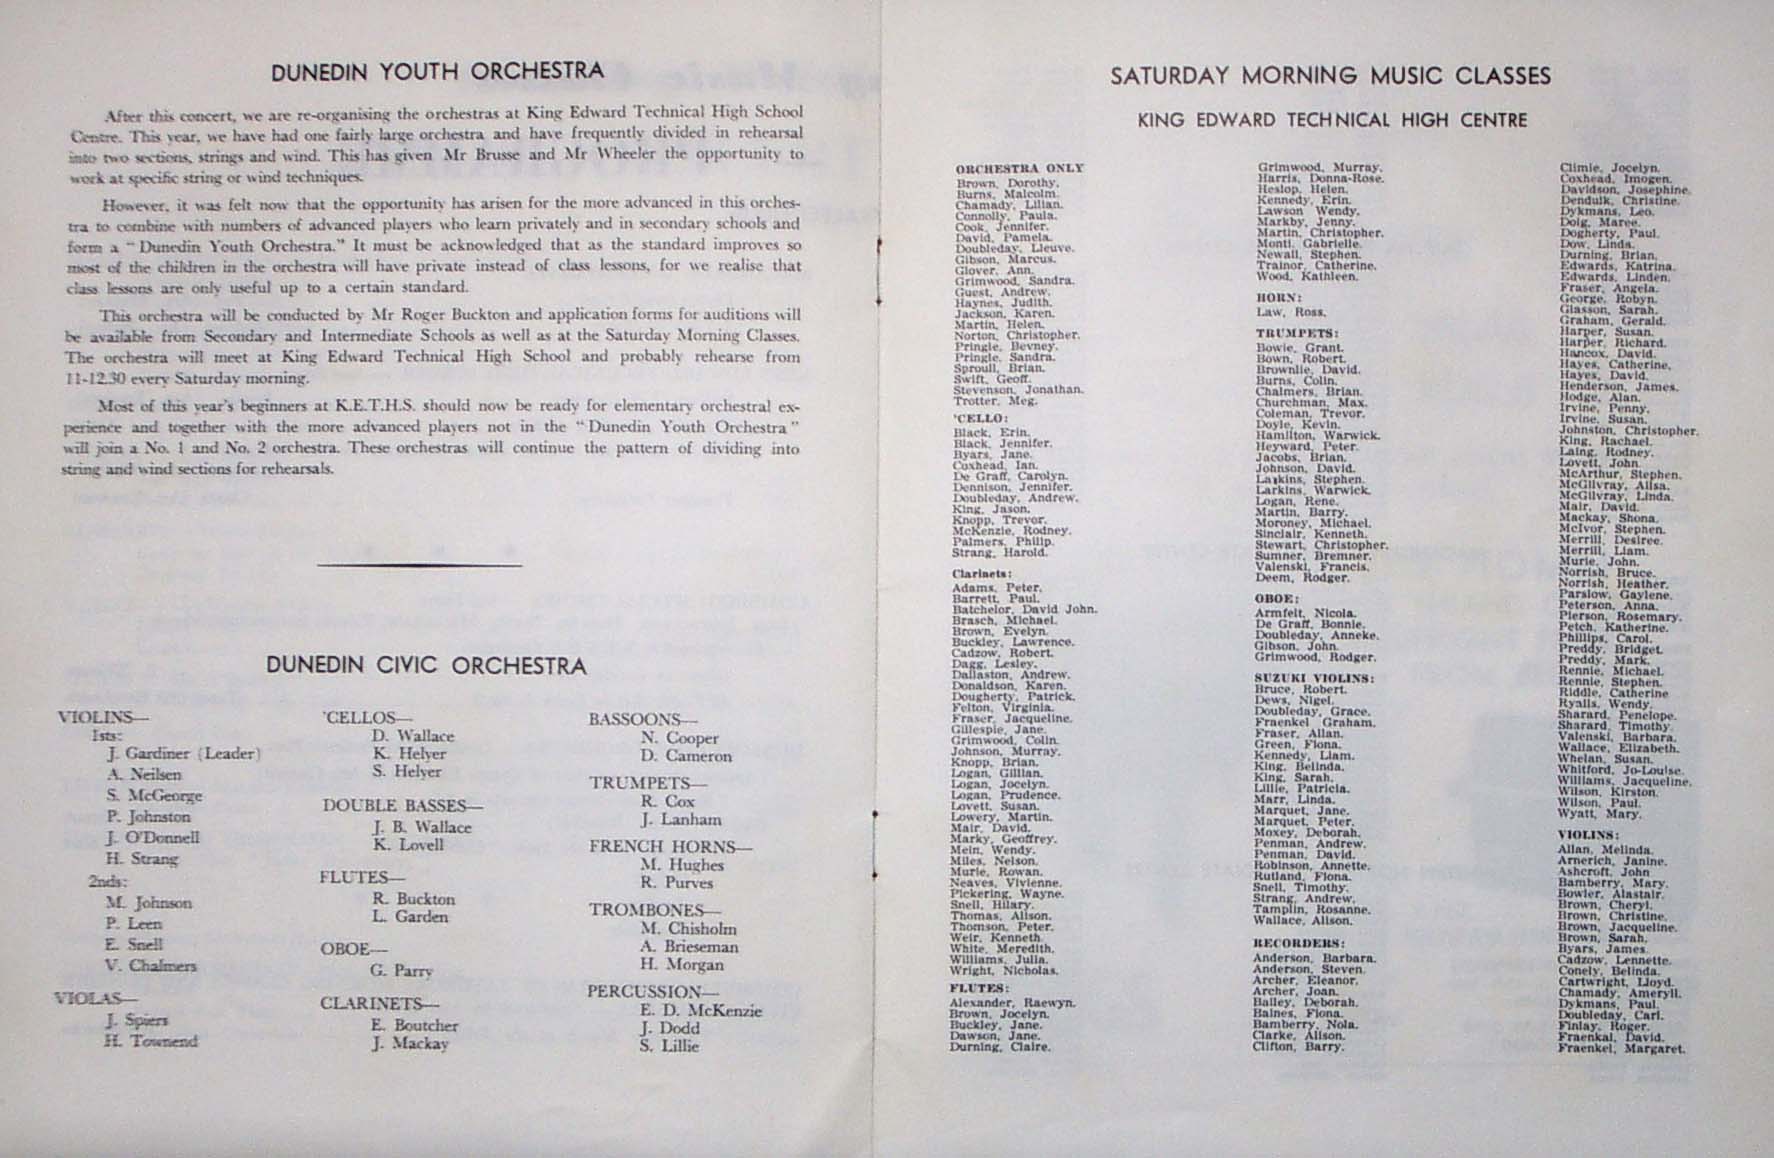 DUNEDIN YOUTH ORCHESTRA
After this concert, we are re-organising the orchestras at King Edward Technical High School
Centre. This year, we have had one fairly large orchestra and have frequently divided in rehearsal
into two sections, strings and wind. This has given Mr Brusse and Mr Wheeler the opportunity to
work at specific string or wind techniques.
However, it was felt now that the opportunity has arisen for the more advanced in this orches-
tra to combine with numbers of advanced players who learn privately and in secondary schools and
form a "Dunedin Youth Orchestra." It must be acknowledged that as the standard improves so
most of the children in the orchestra will have private instead of class lessons, for we realise that
class lessons are only useful up to a certain standard.
This orchestra will be conducted by Mr Roger Buckton and application forms for auditions will
be available from Secondary and Intermediate Schools as well as at the Saturday Morning Classes.
The orchestra will meet at King Edward Technical High School and probably rehearse from
11-12.30 every Saturday morning.
Most of this year's beginners at K.E.T.H.S. should now be ready for elementary orchestral ex-
perience and together with the more advanced players not in the "Dunedin Youth Orchestra"
will join a No. 1 and No. 2 orchestra. These orchestras will continue the pattern of dividing into
string and wind sections for rehearsals.
DUNEDIN CIVIC ORCHESTRA
VIOLINS—
1sts:
J. Gardiner (Leader)
A. Neilsen
S. McGeorge
P. Johnston
J. O'Donnell
H. Strang
2nds:
M. Johnson
P. Leen
E. Snell
V. Chalmers
VIOLAS—
J. Spiers
H. Townend
'CELLOS—
D. Wallace
K. Helyer
S. Helyer
DOUBLE BASSES—
J. B. Wallace
K. Lovell
FLUTES—
R. Buckton
L. Garden
OBOE—
G. Parry
CLARINETS—
E. Boutcher
J. Mackay
BASSOONS—
N. Cooper
D. Cameron
TRUMPETS—
R. Cox
J. Lanham
FRENCH HORNS—
M. Hughes
R. Purves
TROMBONES—
M. Chisholm
A. Brieseman
H. Morgan
PERCUSSION—
E. D. McKenzie
J. Dodd
S. Lillie
SATURDAY MORNING MUSIC CLASSES
KING EDWARD TECHNICAL HIGH CENTRE
ORCHESTRA ONLY
Brown, Dorothy.
Burns, Malcolm.
Chamady, Lilian.
Connolly, Paula.
Cook, Jennifer.
David, Pamela.
Doubleday, Lieuve.
Gibson, Marcus.
Glover, Ann.
Grimwood, Sandra.
Guest, Andrew.
Haynes, Judith.
Jackson, Karen.
Martin, Helen.
Norton, Christopher.
Pringle, Bevney.
Pringle, Sandra.
Sproull, Brian.
Swift, Geoff.
Stevenson, Jonathan.
Trotter, Meg.
'CELLO:
Black, Erin.
Black, Jennifer.
Byars, Jane.
Coxhead, Ian.
De Graff, Carolyn.
Dennison, Jennifer.
Doubleday, Andrew.
King, Jason.
Knopp, Trevor.
McKenzie, Rodney.
Palmers, Philip.
Strang, Harold.
Clarinets:
Adams, Peter.
Barrett, Paul.
Batchelor, David John.
Brasch, Michael.
Brown, Evelyn.
Buckley, Lawrence.
Cadzow, Robert.
Dagg, Lesley.
Dallaston, Andrew.
Donaldson, Karen.
Dougherty, Patrick.
Felton, Virginia.
Fraser, Jacqueline.
Gillespie, Jane.
Grimwood, Colin.
Johnson, Murray.
Knopp, Brian.
Logan, Gillian.
Logan, Jocelyn.
Logan, Prudence.
Lovett, Susan.
Lowery, Martin.
Mair, David.
Marky, Geoffrey.
Mein, Wendy.
Miles, Nelson.
Murie, Rowan.
Neaves, Vivienne.
Pickering, Wayne.
Snell, Hilary.
Thomas, Alison.
Thomson, Peter.
Weir, Kenneth.
White, Meredith.
Williams, Julia.
Wright, Nicholas.
FLUTES:
Alexander, Raewyn.
Brown, Jocelyn.
Buckley, Jane.
Dawson, Jane.
Durning, Claire.
Grimwood, Murray.
Harris, Donna-Rose.
Heslop, Helen.
Kennedy, Erin.
Lawson Wendy.
Markby, Jenny.
Martin, Christopher.
Monti, Gabrielle.
Newall, Stephen.
Trainor, Catherine.
Wood, Kathleen.
HORN:
Law, Ross.
TRUMPETS:
Bowie, Grant.
Bown, Robert.
Brownlie, David.
Burns, Colin.
Chalmers, Brian.
Churchman, Max.
Coleman, Trevor.
Doyle, Kevin.
Hamilton, Warwick.
Heyward, Peter.
Jacobs, Brian.
Johnson, David.
Larkins, Stephen.
Larkins, Warwick.
Logan, Rene.
Martin, Barry.
Moroney, Michael.
Sinclair, Kenneth.
Stewart, Christopher.
Sumner, Bremner.
Valenski, Francis.
Deem, Rodger.
OBOE:
Armfelt, Nicola.
De Graff, Bonnie.
Doubleday, Anneke.
Gibson, John.
Grimwood, Rodger.
SUZUKI VIOLINS:
Bruce, Robert.
Dews, Nigel.
Doubleday, Grace.
Fraenkel Graham.
Fraser, Allan.
Green, Fiona.
Kennedy, Liam.
King, Belinda.
King, Sarah.
Lillie, Patricia.
Marr, Linda.
Marquet, Jane.
Marquet, Peter.
Moxey, Deborah.
Penman, Andrew.
Penman, David.
Robinson, Annette.
Rutland, Fiona.
Snell, Timothy.
Strang, Andrew.
Tamplin, Rosanne.
Wallace, Alison.
RECORDERS:
Anderson, Barbara.
Anderson, Steven.
Archer, Eleanor.
Archer, Joan.
Bailey, Deborah.
Baines, Fiona.
Bamberry, Nola.
Clarke, Alison.
Clifton, Barry.
Climie, Jocelyn.
Coxhead, Imogen.
Davidson, Josephine.
Dendulk, Christine.
Dykmans, Leo.
Doig, Maree.
Dogherty, Paul.
Dow, Linda.
Durning, Brian.
Edwards, Katrina.
Edwards, Linden.
Fraser, Angela.
George, Robyn.
Glasson, Sarah.
Graham, Gerald.
Harper, Susan.
Harper, Richard.
Hancox, David.
Hayes, Catherine.
Hayes, David.
Henderson, James.
Hodge, Alan.
Irvine, Penny.
Irvine, Susan.
Johnston, Christopher.
King, Rachael.
Laing, Rodney.
Lovett, John.
McArthur, Stephen.
McGilvray, Ailsa.
McGilvray, Linda.
Mair, David.
Mackay, Shona.
McIvor, Stephen.
Merrill, Desiree.
Merrill, Liam.
Murie, John.
Norrish, Bruce.
Norrish, Heather.
Parslow, Gaylene.
Peterson, Anna.
Pierson, Rosemary.
Petch, Katherine.
Phillips, Carol.
Preddy, Bridget.
Preddy, Mark.
Rennie, Michael.
Rennie, Stephen.
Riddle, Catherine
Ryalls, Wendy.
Sharard, Penelope.
Sharard, Timothy.
Valenski, Barbara.
Wallace, Elizabeth.
Whelan, Susan.
Whitford, Jo-Louise.
Williams, Jacqueline.
Wilson, Kirston.
Wilson, Paul.
Wyatt, Mary.
VIOLINS:
Allan, Melinda.
Arnerich, Janine.
Ashcroft, John
Bamberry, Mary.
Bowler, Alastair.
Brown, Cheryl.
Brown, Christine.
Brown, Jacqueline.
Brown, Sarah.
Byars, James.
Cadzow, Lennette.
Conely, Belinda.
Cartwright, Lloyd.
Chamady, Ameryll.
Dykmans, Paul.
Doubleday, Carl.
Finlay, Roger.
Fraenkal, David.
Fraenkel, Margaret.